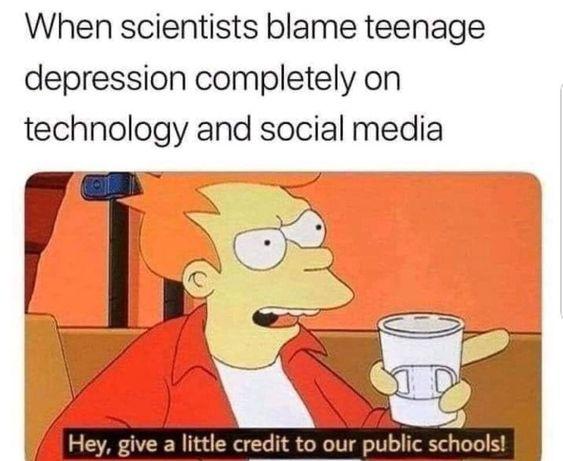 When scientists blame teenage
depression completely on
technology and social media
Hey, give a little credit to our public schools!